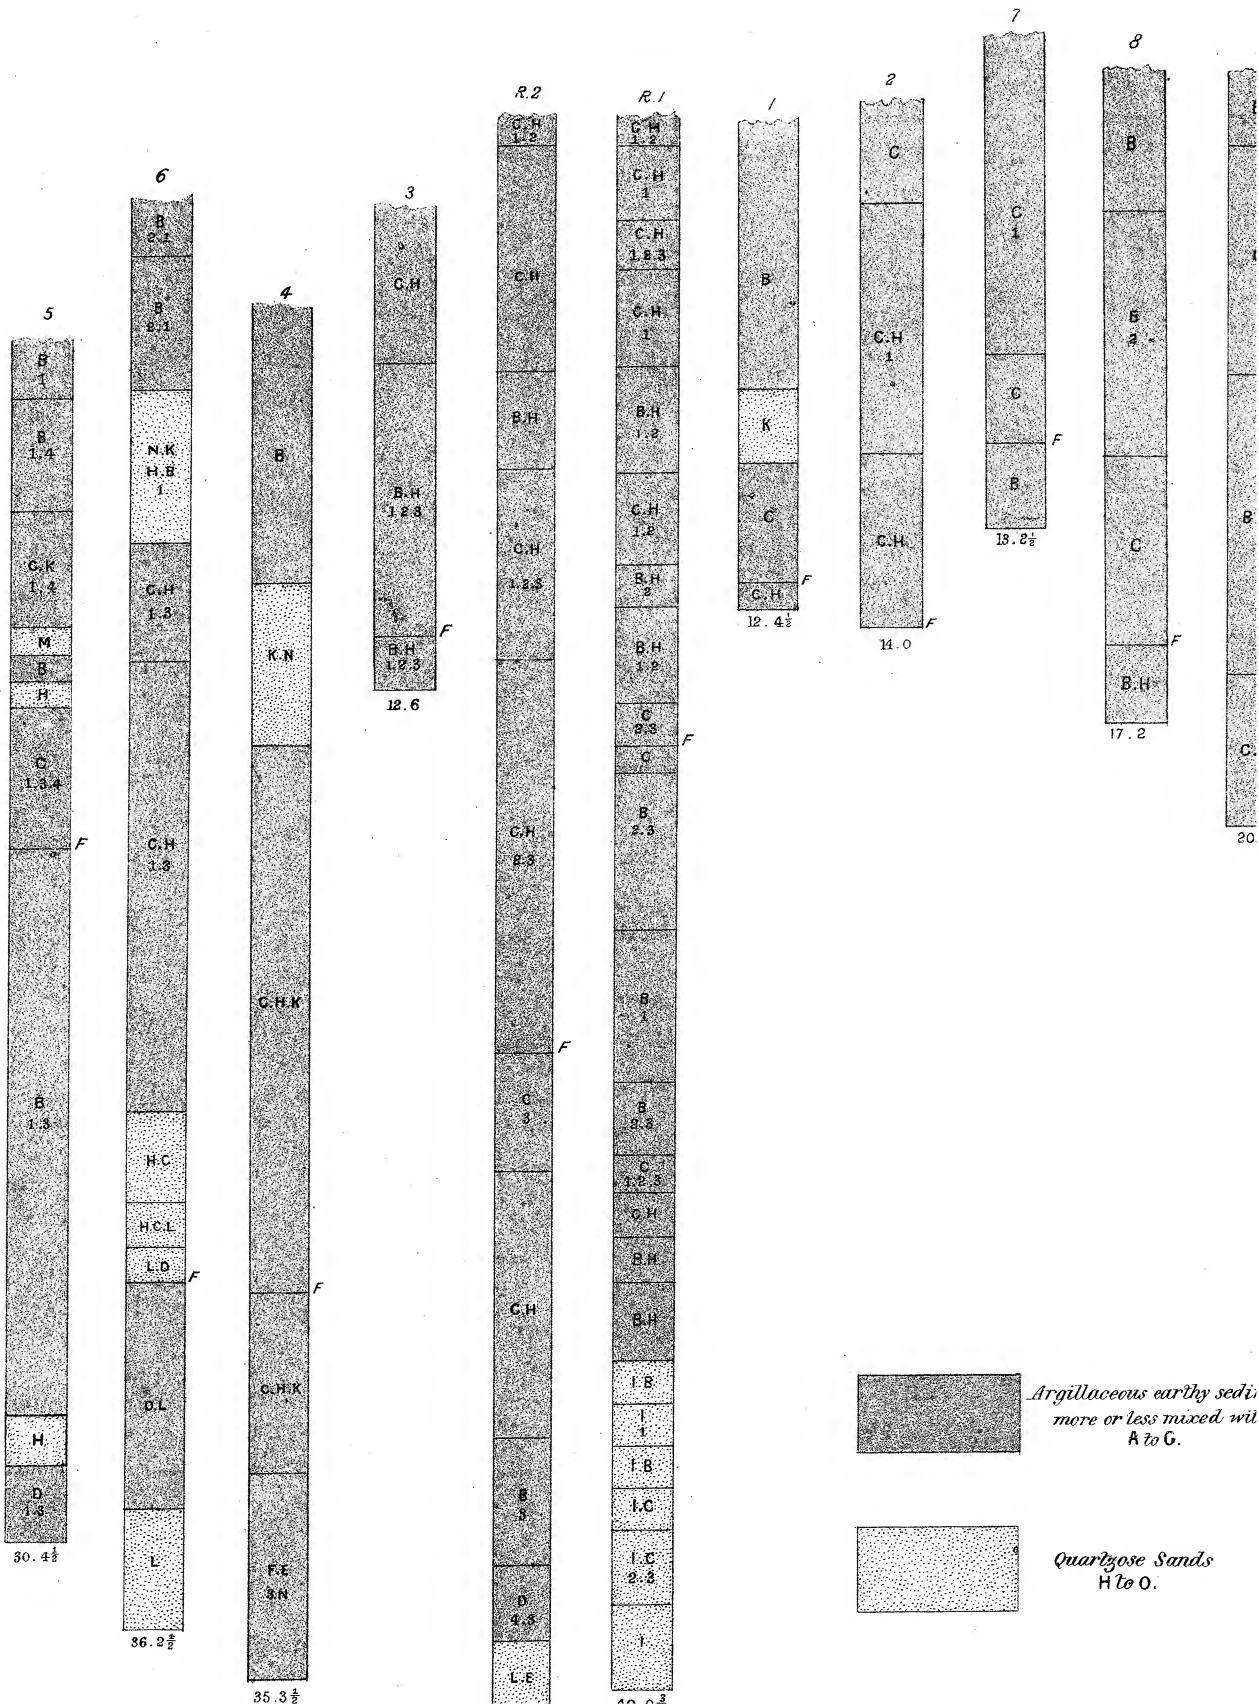 5
B
1
B
1.4
C.K
1.4
M
B
H
C
1.3.4
F
B
1.3
H
D
1.3
30.4½
6
B
2.1
B
2.1
N.K
H.B
1
C.H
1.3
C.H
1.3
H.C
H.C.L
L.D
F
D.L
L
36.2½
4
B
K.N
C.H.K
F
C.H.K
F.E
3.N
35.3½
3
C.H
B.H
1.2.3
F
B.H
1.2.3
12.6
R.2
C.H
1.2
C.H
B.H
C.H
1.2.3
C.H
2.3
F
C
3
C.H
B
3
D
4.3
L.E
R.1
C.H
1.2
C.H
1
C.H
1.2.3
C.H
1
B.H
1.2
C.H
1.2
B.H
2
B.H
1.2
C
2.3
F
C
B
2.3
B
1
B
2.3
C
1.2.3
C.H
B.H
B.H
I.B
I
1
I.B
I.C
I.C
2.3
I
1
B
K
C
F
C.H
12.4½
2
C
C.H
1
C.H
F
14.0
7
C
1
C
F
B
13.2½
8
B
B
2
C
F
B.H
17.2
B
C.
20.
Argillaceous earthy sedi
more or less mixed wit
A to G.
Quartzose Sands
H to O.